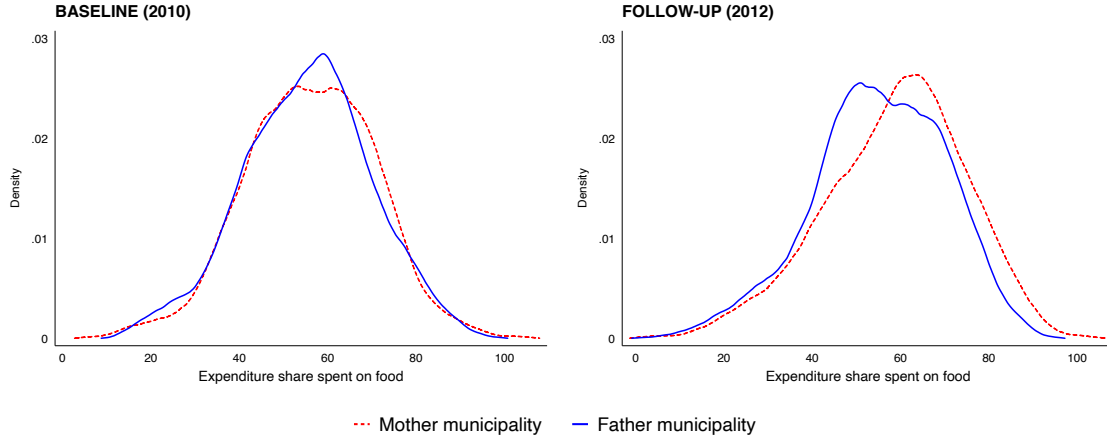 BASELINE (2010)
.03
.02
.01
0
Density
0 20 40 60 80 100
Expenditure share spent on food
FOLLOW-UP (2012)
.03
.02
.01
0
Density
0 20 40 60 80 100
Expenditure share spent on food
Mother municipality Father municipality